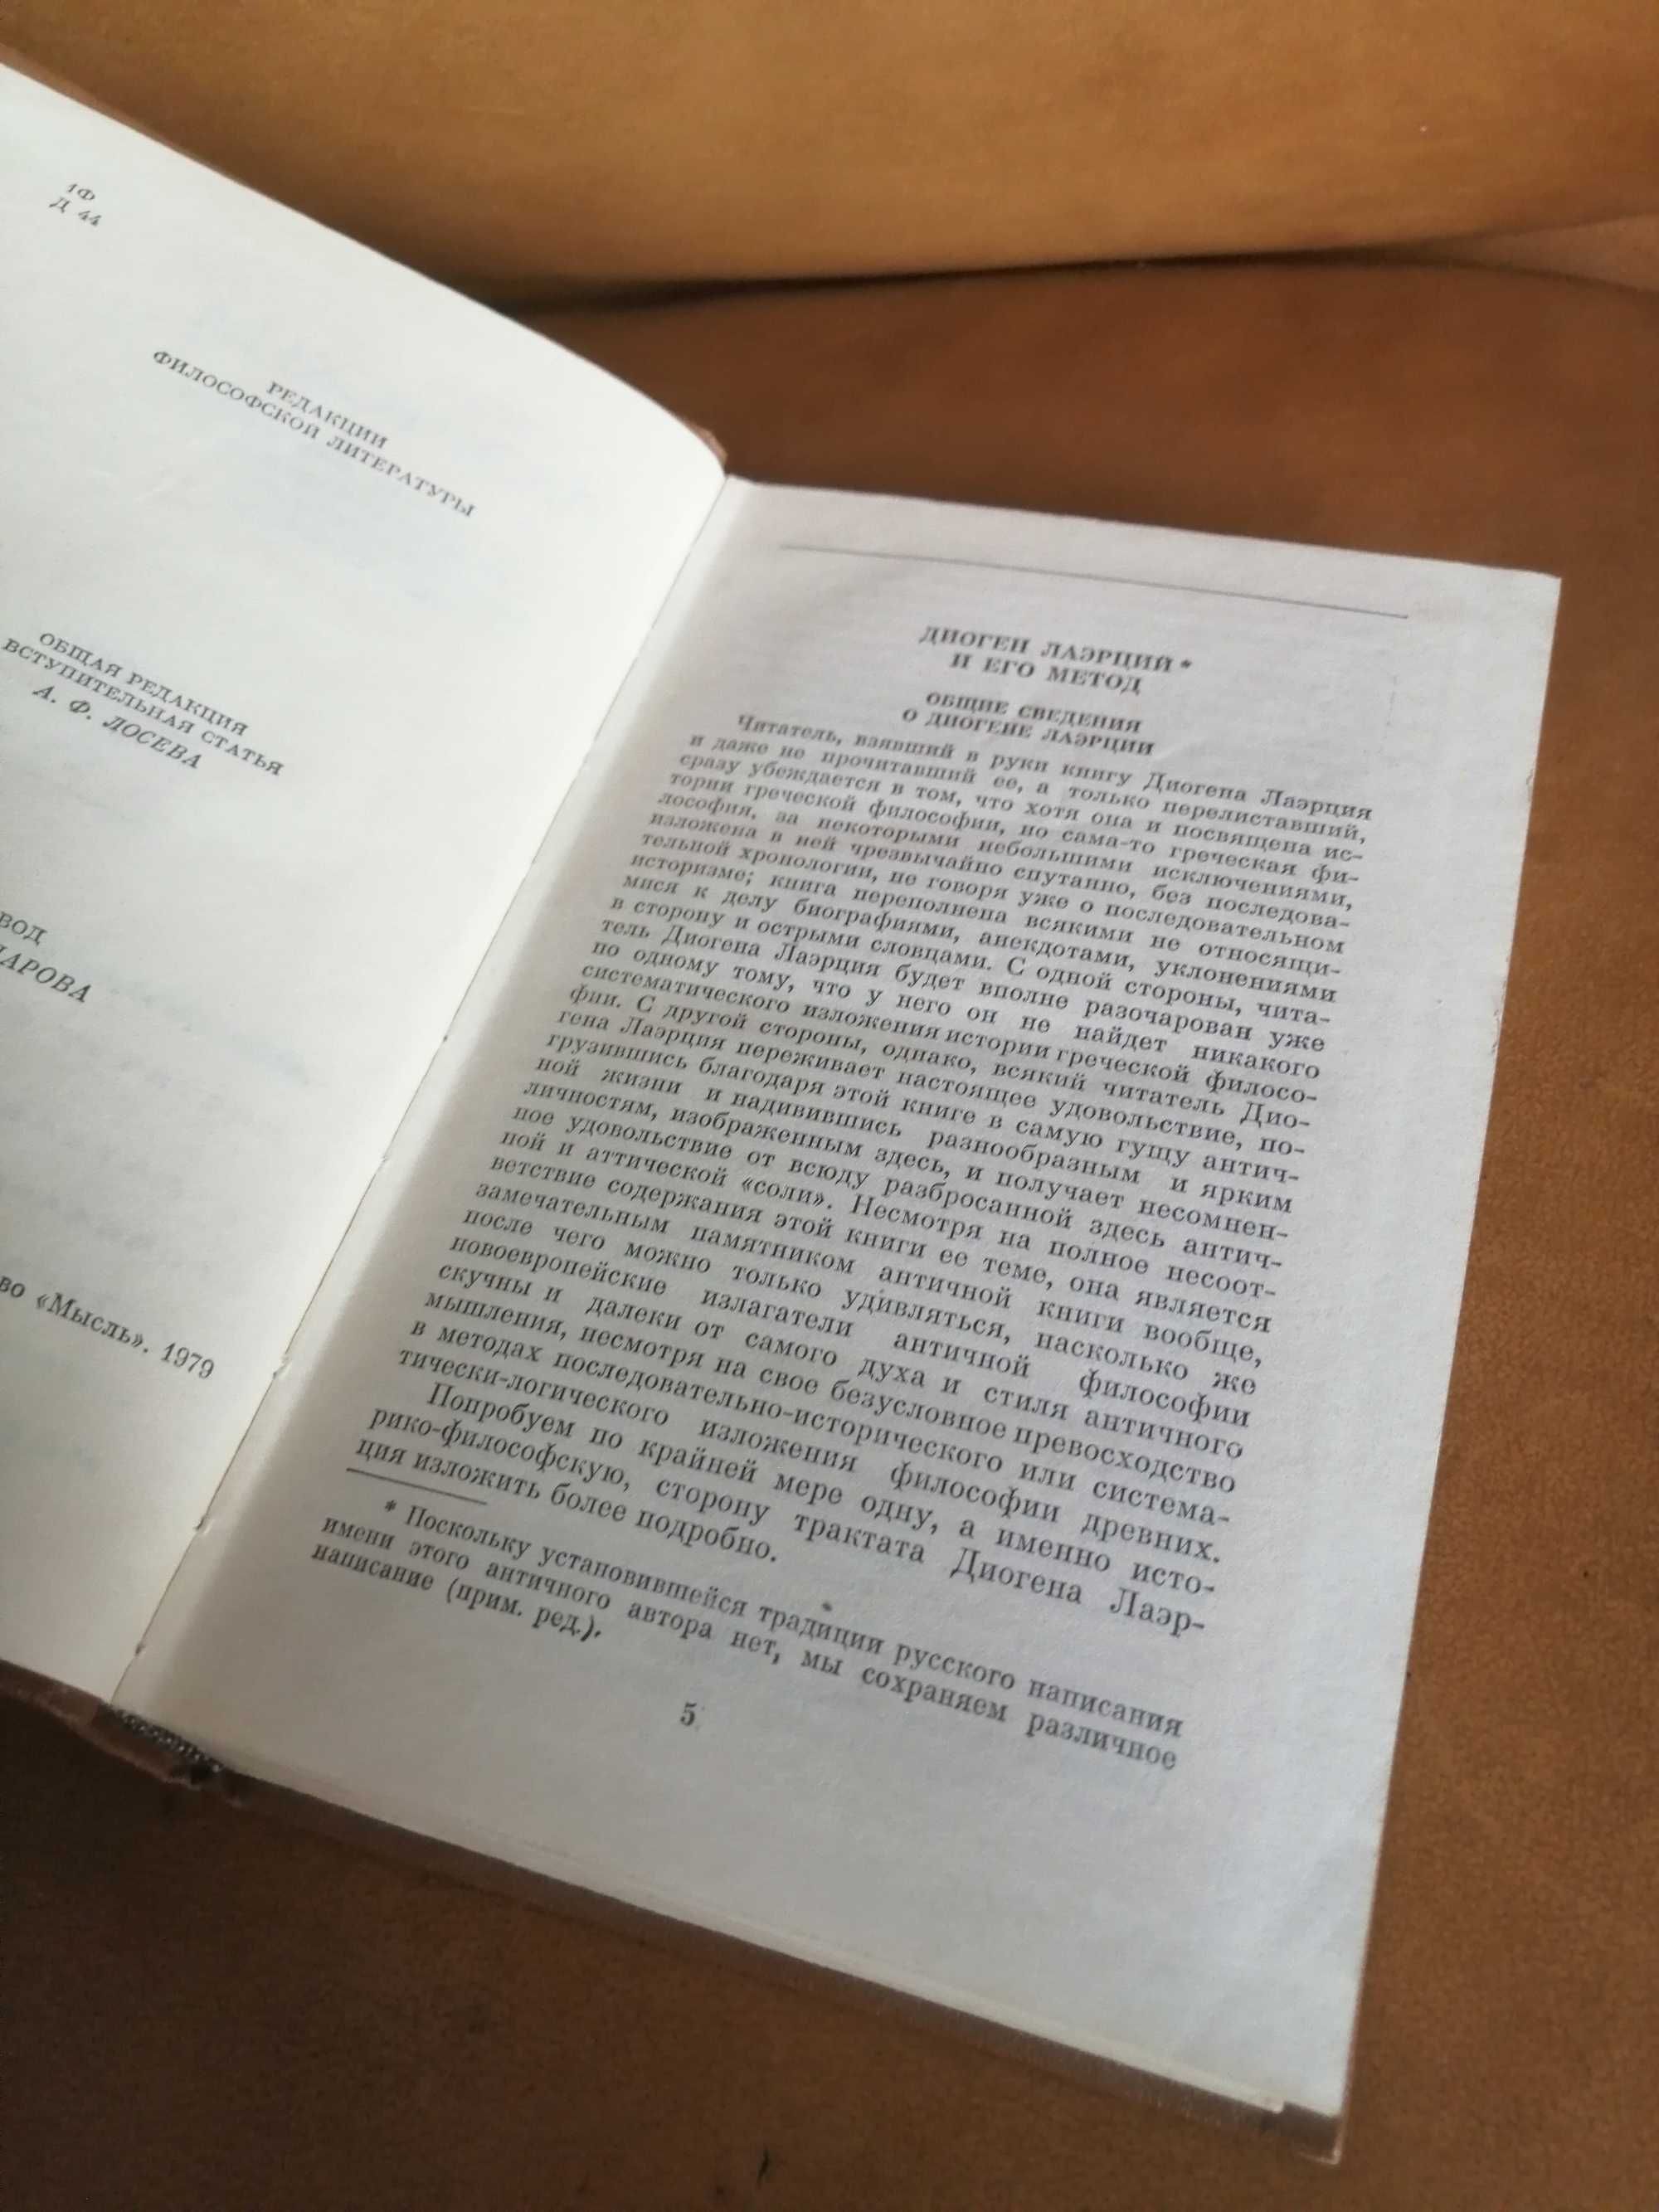 1Ф
Д 44
РЕДАКЦИИ
ФИЛОСОФСКОЙ ЛИТЕРАТУРЫ
ОБЩАЯ РЕДАКЦИЯ
ВСТУПИТЕЛЬНАЯ СТАТЬЯ
А. Ф. ЛОСЕВА
ВОД
ПАРОВА
во «Мысль». 1979
ДИОГЕН ЛАЭРЦИЙ *
И ЕГО МЕТОД
ОБЩИЕ СВЕДЕНИЯ
О ДИОГЕНЕ ЛАЭРЦИИ
Читатель, взявший в руки книгу Диогена Лаэрция
и даже не прочитавший ее, а только перелиставший,
сразу убеждается в том, что хотя она и посвящена ис-
тории греческой философии, но сама-то греческая фи-
лософия, за некоторыми небольшими исключениями,
изложена в ней чрезвычайно спутанно, без последова-
тельной хронологии, не говоря уже о последовательном
историзме; книга переполнена всякими не относящи-
мися к делу биографиями, анекдотами, уклонениями
в сторону и острыми словцами. С одной стороны, чита-
тель Диогена Лаэрция будет вполне разочарован уже
по одному тому, что у него он не найдет никакого
систематического изложения истории греческой филосо-
фии. С другой стороны, однако, всякий читатель Дио-
гена Лаэрция переживает настоящее удовольствие, по-
грузившись благодаря этой книге в самую гущу антич-
ной жизни и надивившись разнообразным и ярким
личностям, изображенным здесь, и получает несомнен-
ное удовольствие от всюду разбросанной здесь антич-
ной и аттической «соли». Несмотря на полное несоот-
ветствие содержания этой книги ее теме, она является
замечательным памятником античной книги вообще,
после чего можно только удивляться, насколько же
новоевропейские излагатели античной философии
скучны и далеки от самого духа и стиля античного
мышления, несмотря на свое безусловное превосходство
в методах последовательно-исторического или система-
тически-логического изложения философии древних.
Попробуем по крайней мере одну, а именно исто-
рико-философскую, сторону трактата Диогена Лаэр-
ция изложить более подробно.
* Поскольку установившейся традиции русского написания
имени этого античного автора нет, мы сохраняем различное
написание (прим. ред.).
5